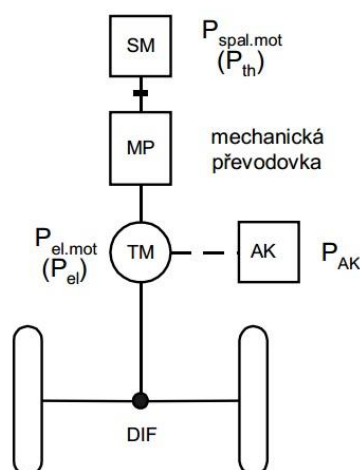 SM
P spal.mot
(P th)
MP
mechanická
převodovka
P el.mot
(P el)
TM
AK
P AK
DIF